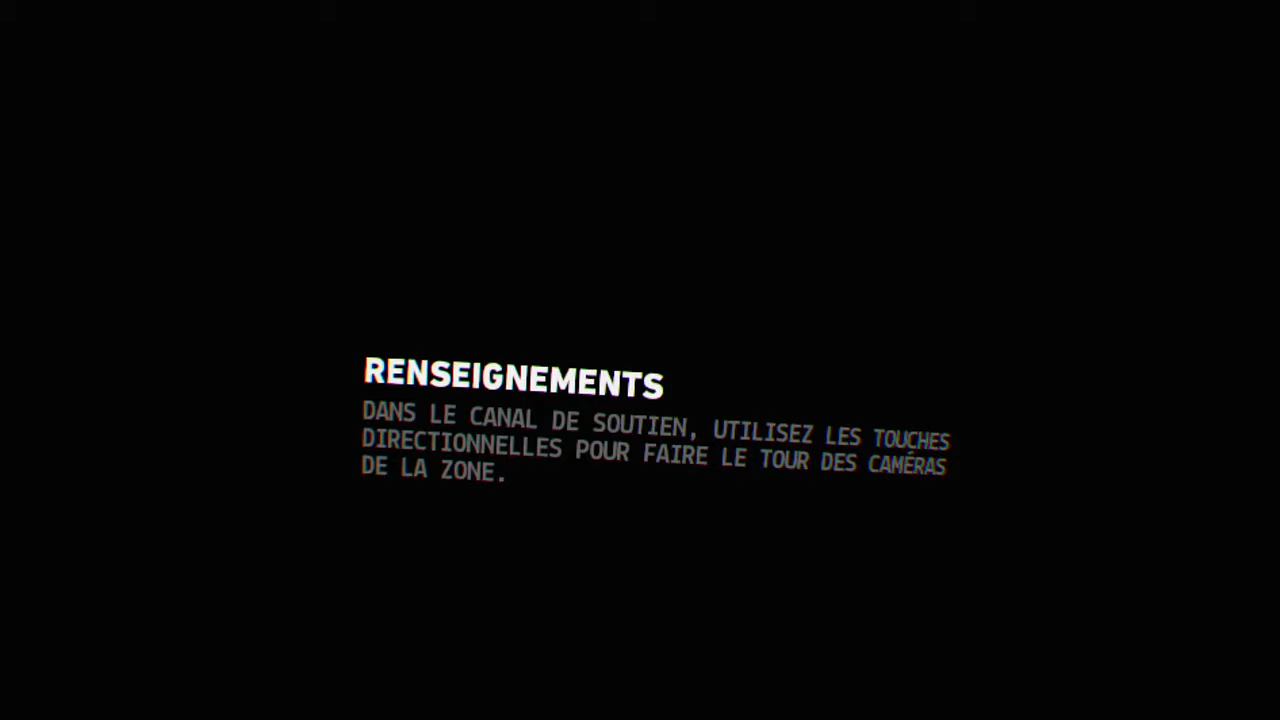 RENSEIGNEMENTS
DANS LE CANAL DE SOUTIEN, UTILISEZ LES TOUCHES
DIRECTIONNELLES POUR FAIRE LE TOUR DES CAMÉRAS
DE LA ZONE.